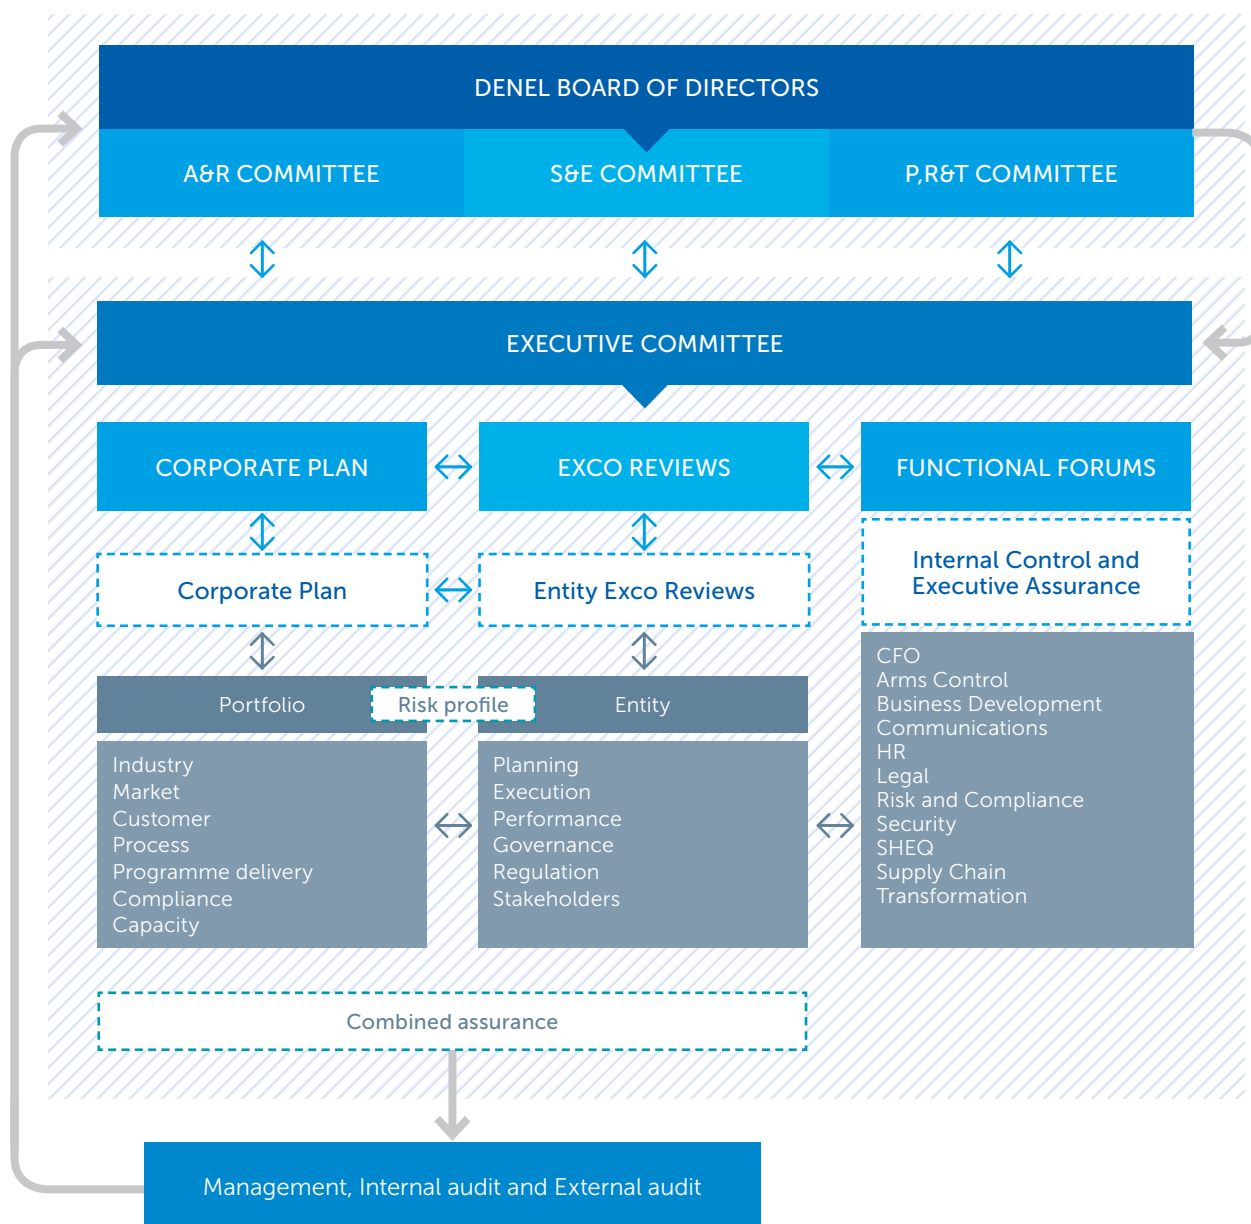 DENEL BOARD OF DIRECTORS
A&R COMMITTEE
S&E COMMITTEE
P,R&T COMMITTEE
EXECUTIVE COMMITTEE
CORPORATE PLAN
EXCO REVIEWS
FUNCTIONAL FORUMS
Corporate Plan
Entity Exco Reviews
Internal Control and
Executive Assurance
Portfolio
Risk profile
Entity
Industry
Market
Customer
Process
Programme delivery
Compliance
Capacity
Planning
Execution
Performance
Governance
Regulation
Stakeholders
CFO
Arms Control
Business Development
Communications
HR
Legal
Risk and Compliance
Security
SHEQ
Supply Chain
Transformation
Combined assurance
Management, Internal audit and External audit